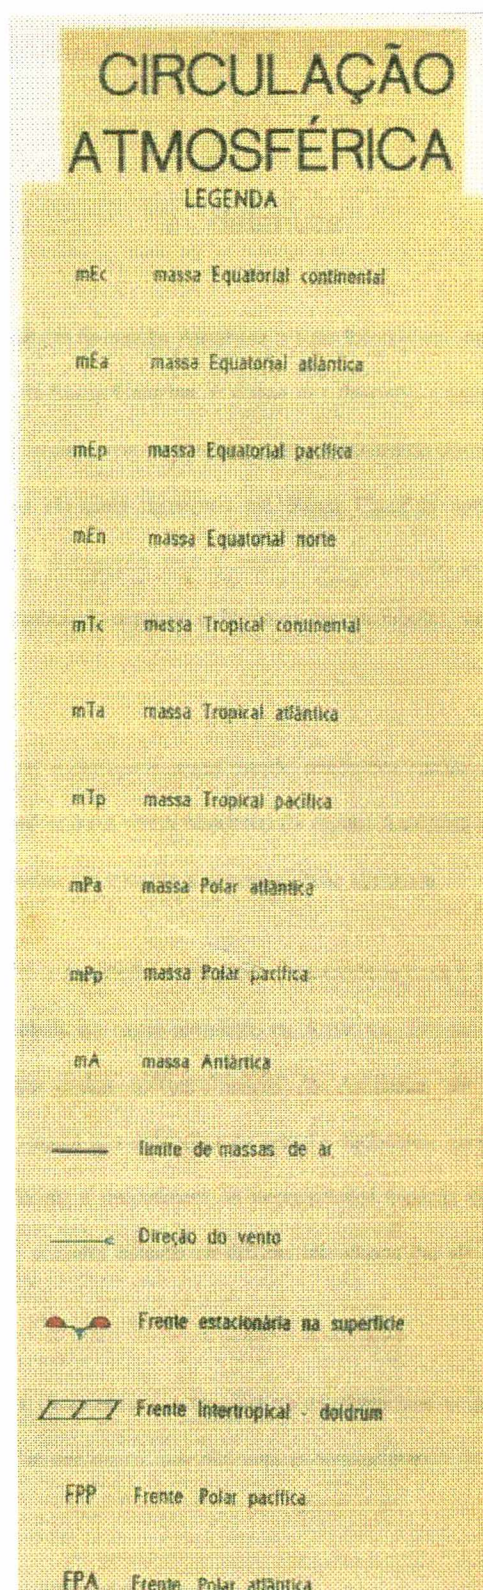 CIRCULAÇÃO
ATMOSFÉRICA
LEGENDA
mEc massa Equatorial continental
mEa massa Equatorial atlântica
mEp massa Equatorial pacífica
mEn massa Equatorial norte
mTc massa Tropical continental
mTa massa Tropical atlântica
mTp massa Tropical pacífica
mPa massa Polar atlântica
mPp massa Polar pacífica
mA massa Antártica
limite de massas de ar
Direção do vento
Frente estacionária na superfície
Frente Intertropical - doldrum
FPP Frente Polar pacífica
FPA Frente Polar atlântica